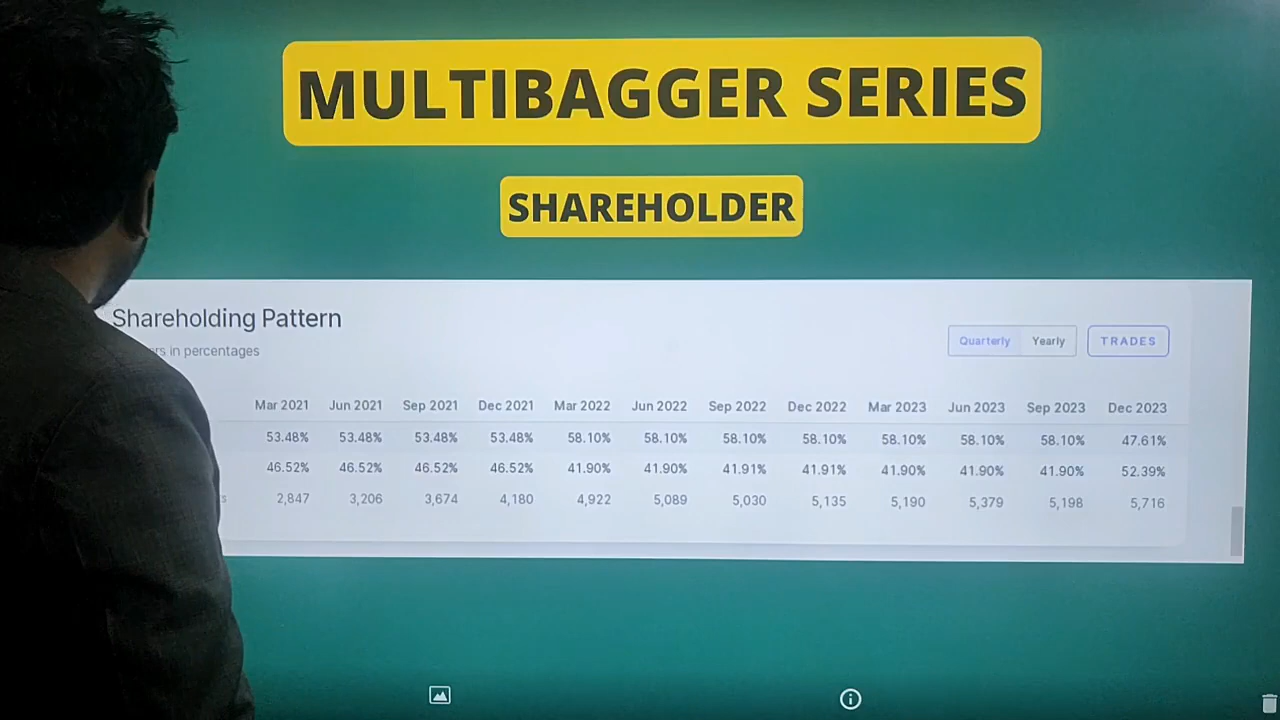 MULTIBAGGER SERIES
SHAREHOLDER
Shareholding Pattern
in percentages
Quarterly Yearly TRADES
Mar 2021 Jun 2021 Sep 2021 Dec 2021 Mar 2022 Jun 2022 Sep 2022 Dec 2022 Mar 2023 Jun 2023 Sep 2023 Dec 2023
53.48% 53.48% 53.48% 53.48% 58.10% 58.10% 58.10% 58.10% 58.10% 58.10% 58.10% 47.61%
46.52% 46.52% 46.52% 46.52% 41.90% 41.90% 41.91% 41.91% 41.90% 41.90% 41.90% 52.39%
2,847 3,206 3,674 4,180 4,922 5,089 5,030 5,135 5,190 5,379 5,198 5,716